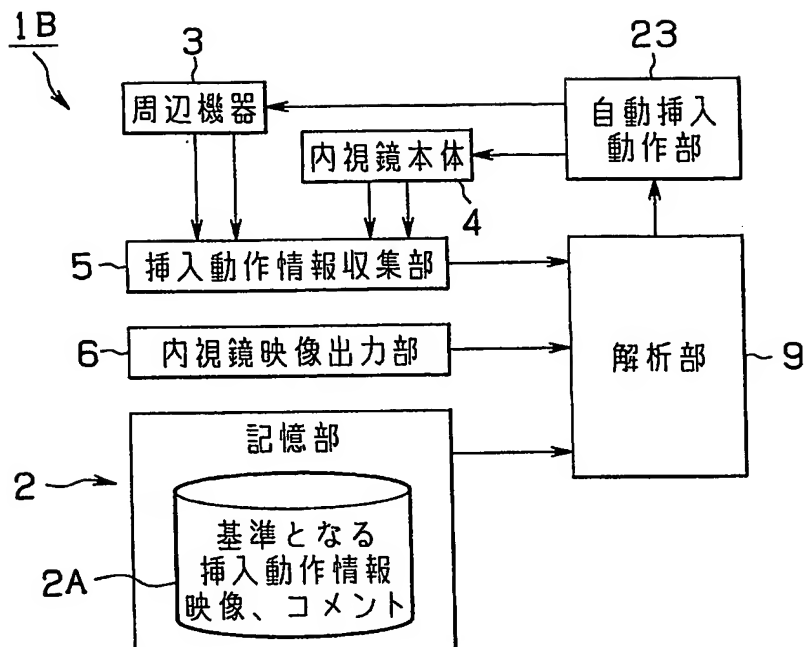 1B
3
23
周辺機器
自動挿入
動作部
内視鏡本体
4
5
挿入動作情報収集部
6
内視鏡映像出力部
解析部
9
記憶部
2
基準となる
挿入動作情報
映像、コメント
2A